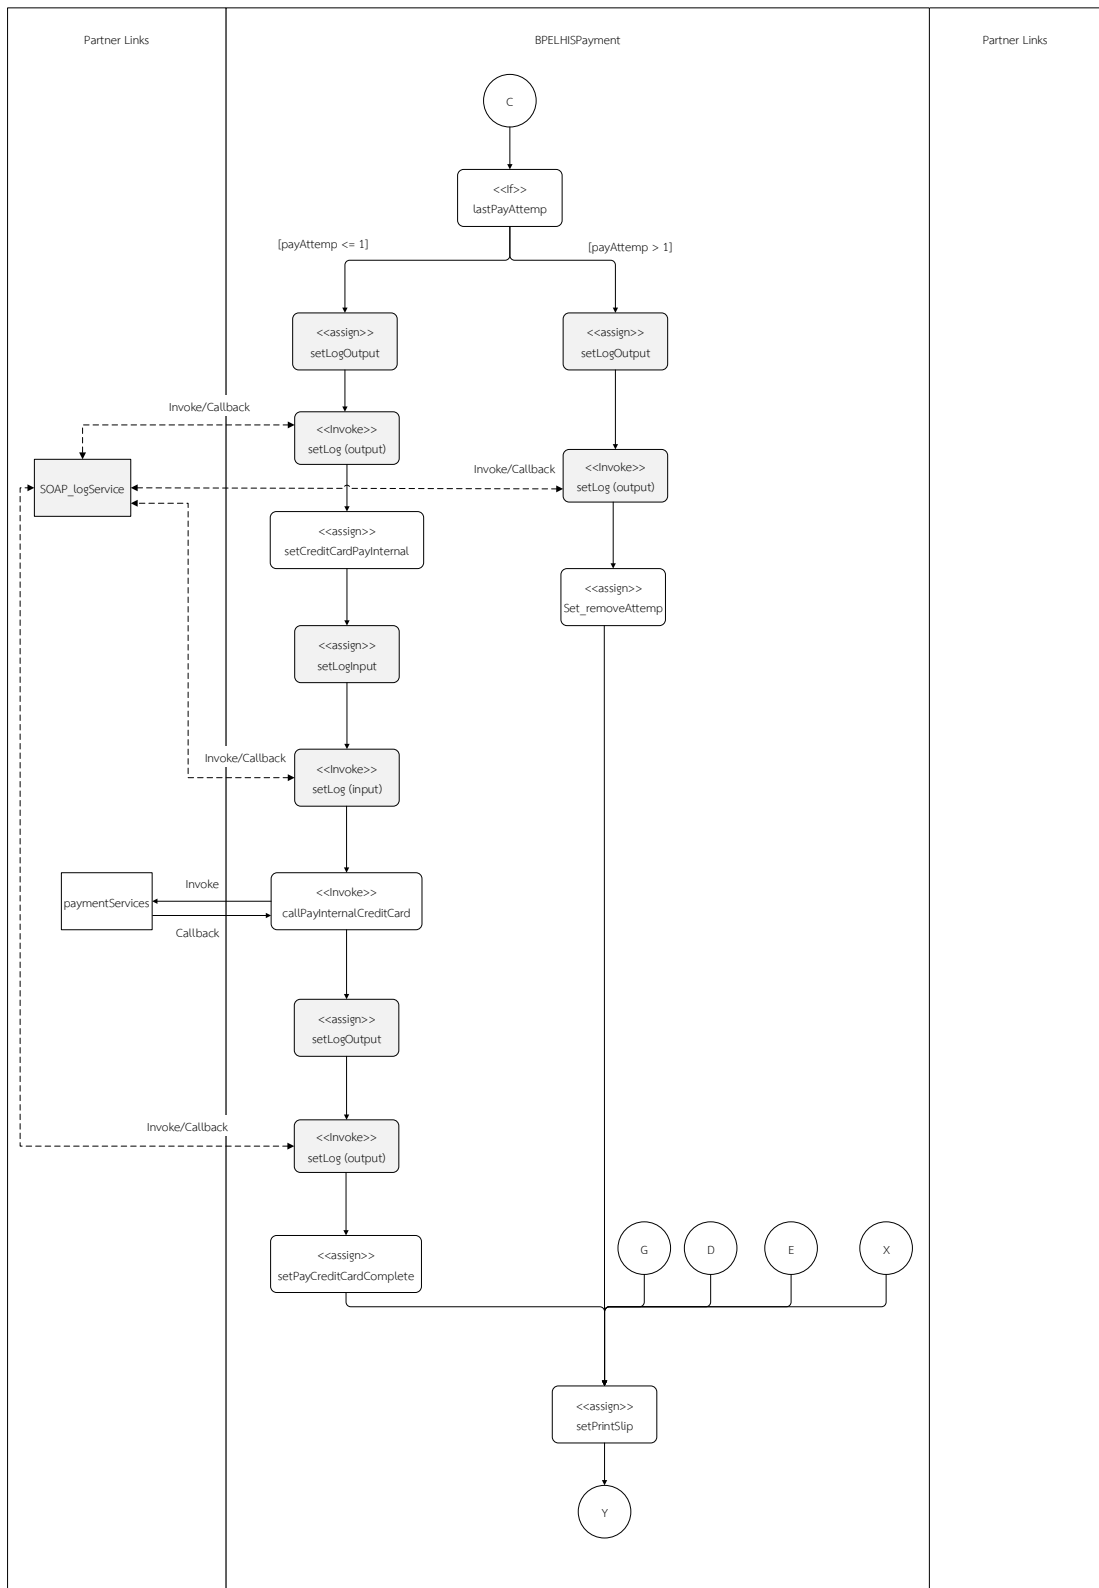 Partner Links
BPELHISPayment
Partner Links
C
<<If>>
lastPayAttemp
[payAttemp <= 1]
[payAttemp > 1]
<<assign>>
setLogOutput
<<assign>>
setLogOutput
Invoke/Callback
<<Invoke>>
setLog (output)
Invoke/Callback
<<Invoke>>
setLog (output)
SOAP_logService
<<assign>>
setCreditCardPayInternal
<<assign>>
Set_removeAttemp
<<assign>>
setLogInput
Invoke/Callback
<<Invoke>>
setLog (input)
Invoke
paymentServices
Callback
<<Invoke>>
callPayInternalCreditCard
<<assign>>
setLogOutput
Invoke/Callback
<<Invoke>>
setLog (output)
<<assign>>
setPayCreditCardComplete
G
D
E
X
<<assign>>
setPrintSlip
Y